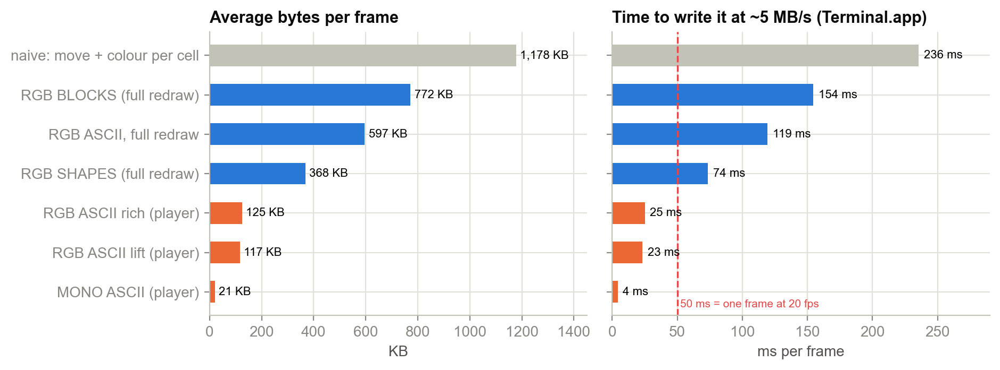 Average bytes per frame
naive: move + colour per cell
1,178 KB
RGB BLOCKS (full redraw)
772 KB
RGB ASCII, full redraw
597 KB
RGB SHAPES (full redraw)
368 KB
RGB ASCII rich (player)
125 KB
RGB ASCII lift (player)
117 KB
MONO ASCII (player)
21 KB
0 200 400 600 800 1000 1200 1400
KB
Time to write it at ~5 MB/s (Terminal.app)
236 ms
154 ms
119 ms
74 ms
25 ms
23 ms
4 ms
50 ms = one frame at 20 fps
0 50 100 150 200 250
ms per frame